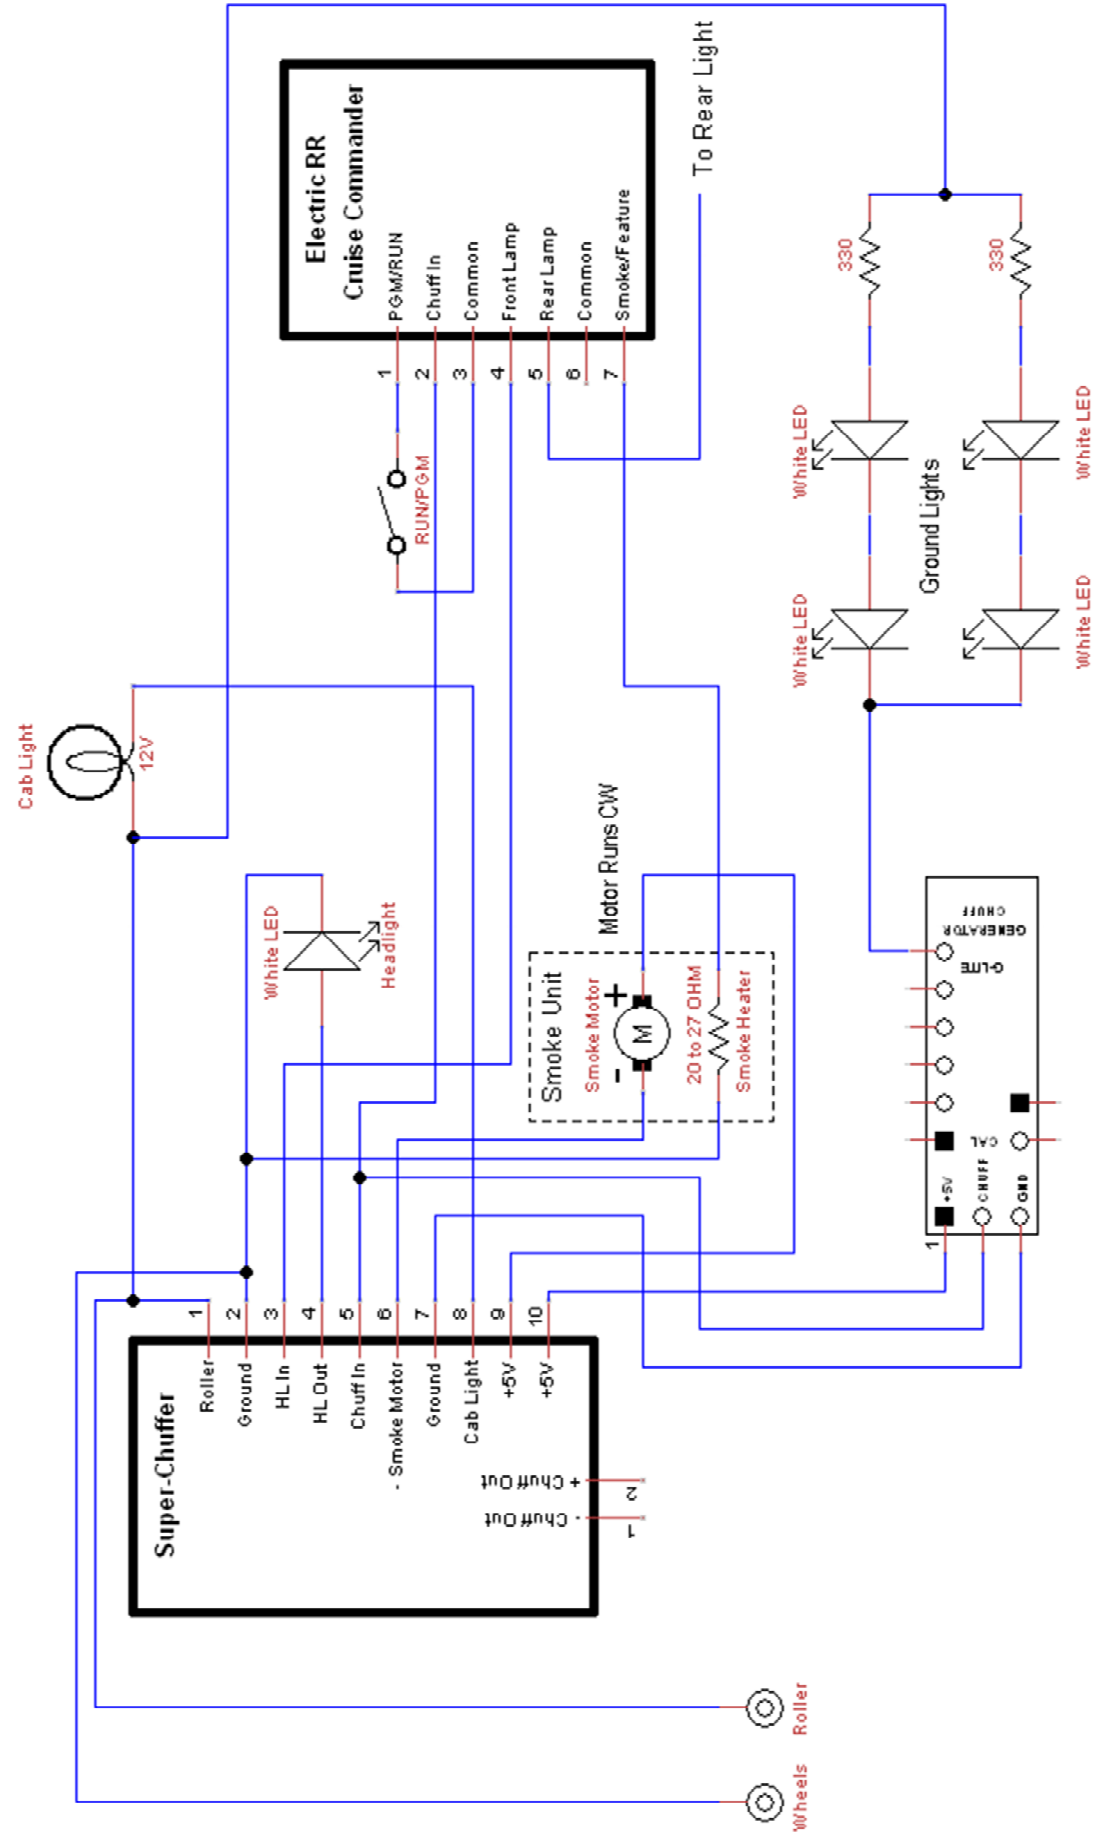 Cab Light
12V
Electric RR
Cruise Commander
PGM/RUN
Chuff In
Common
Front Lamp
Rear Lamp
Common
Smoke/Feature
1
2
3
4
5
6
7
RUN/PGM
To Rear Light
330
330
White LED
White LED
White LED
White LED
Ground Lights
White LED
Headlight
Motor Runs CW
Smoke Unit
Smoke Motor
+
-
M
20 to 27 OHM
Smoke Heater
Super-Chuffer
1
2
3
4
5
6
7
8
9
10
Roller
Ground
HL In
HL Out
Chuff In
- Smoke Motor
Ground
Cab Light
+5V
+5V
+ Chuff Out
- Chuff Out
2
1
G-LITE
GENERATOR
CHUFF
CAL
1
+5V
CHUFF
GND
Roller
Wheels